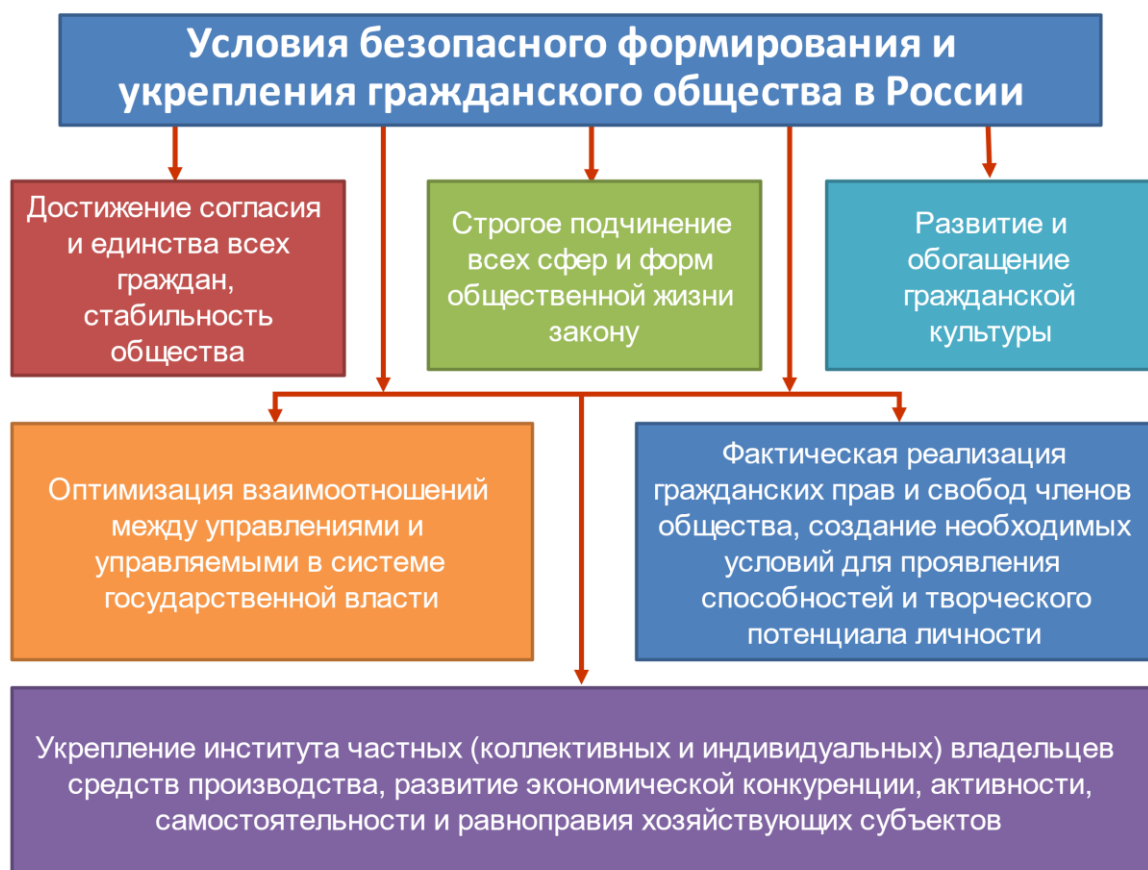 Условия безопасного формирования и
укрепления гражданского общества в России
Достижение согласия
и единства всех
граждан,
стабильность
общества
Строгое подчинение
всех сфер и форм
общественной жизни
закону
Развитие и
обогащение
гражданской
культуры
Оптимизация взаимоотношений
между управлениями и
управляемыми в системе
государственной власти
Фактическая реализация
гражданских прав и свобод членов
общества, создание необходимых
условий для проявления
способностей и творческого
потенциала личности
Укрепление института частных (коллективных и индивидуальных) владельцев
средств производства, развитие экономической конкуренции, активности,
самостоятельности и равноправия хозяйствующих субъектов